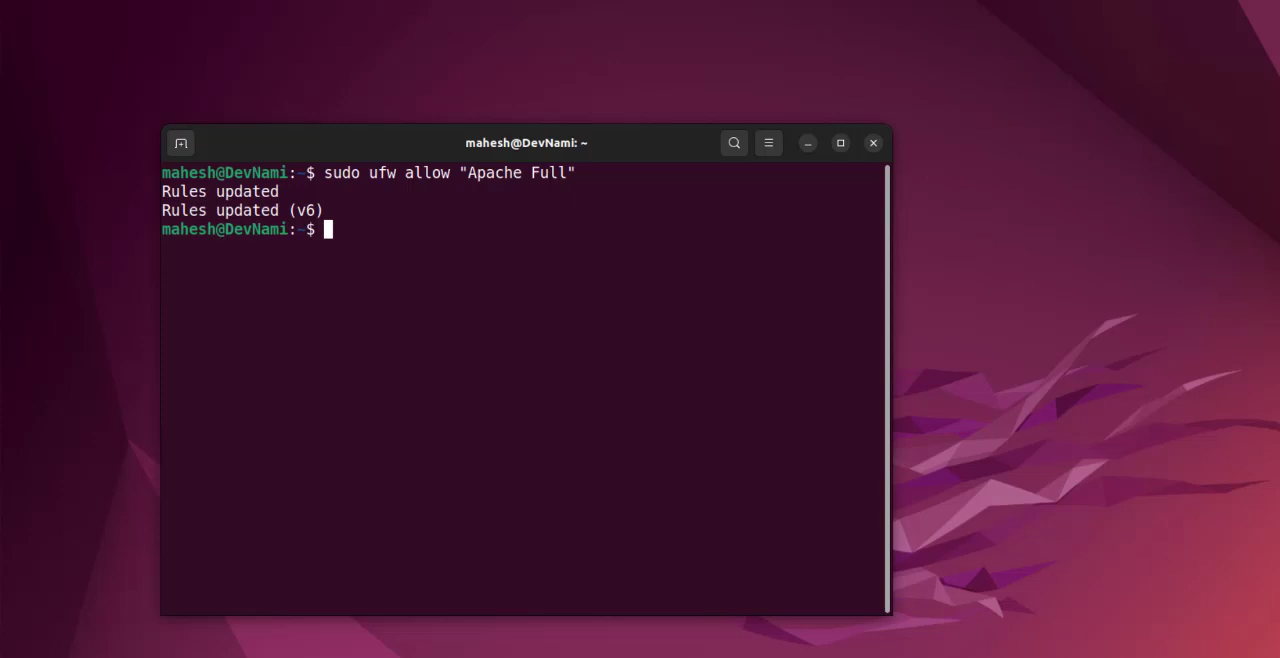 mahesh@DevNami: ~
mahesh@DevNami:~$ sudo ufw allow "Apache Full"
Rules updated
Rules updated (v6)
mahesh@DevNami:~$